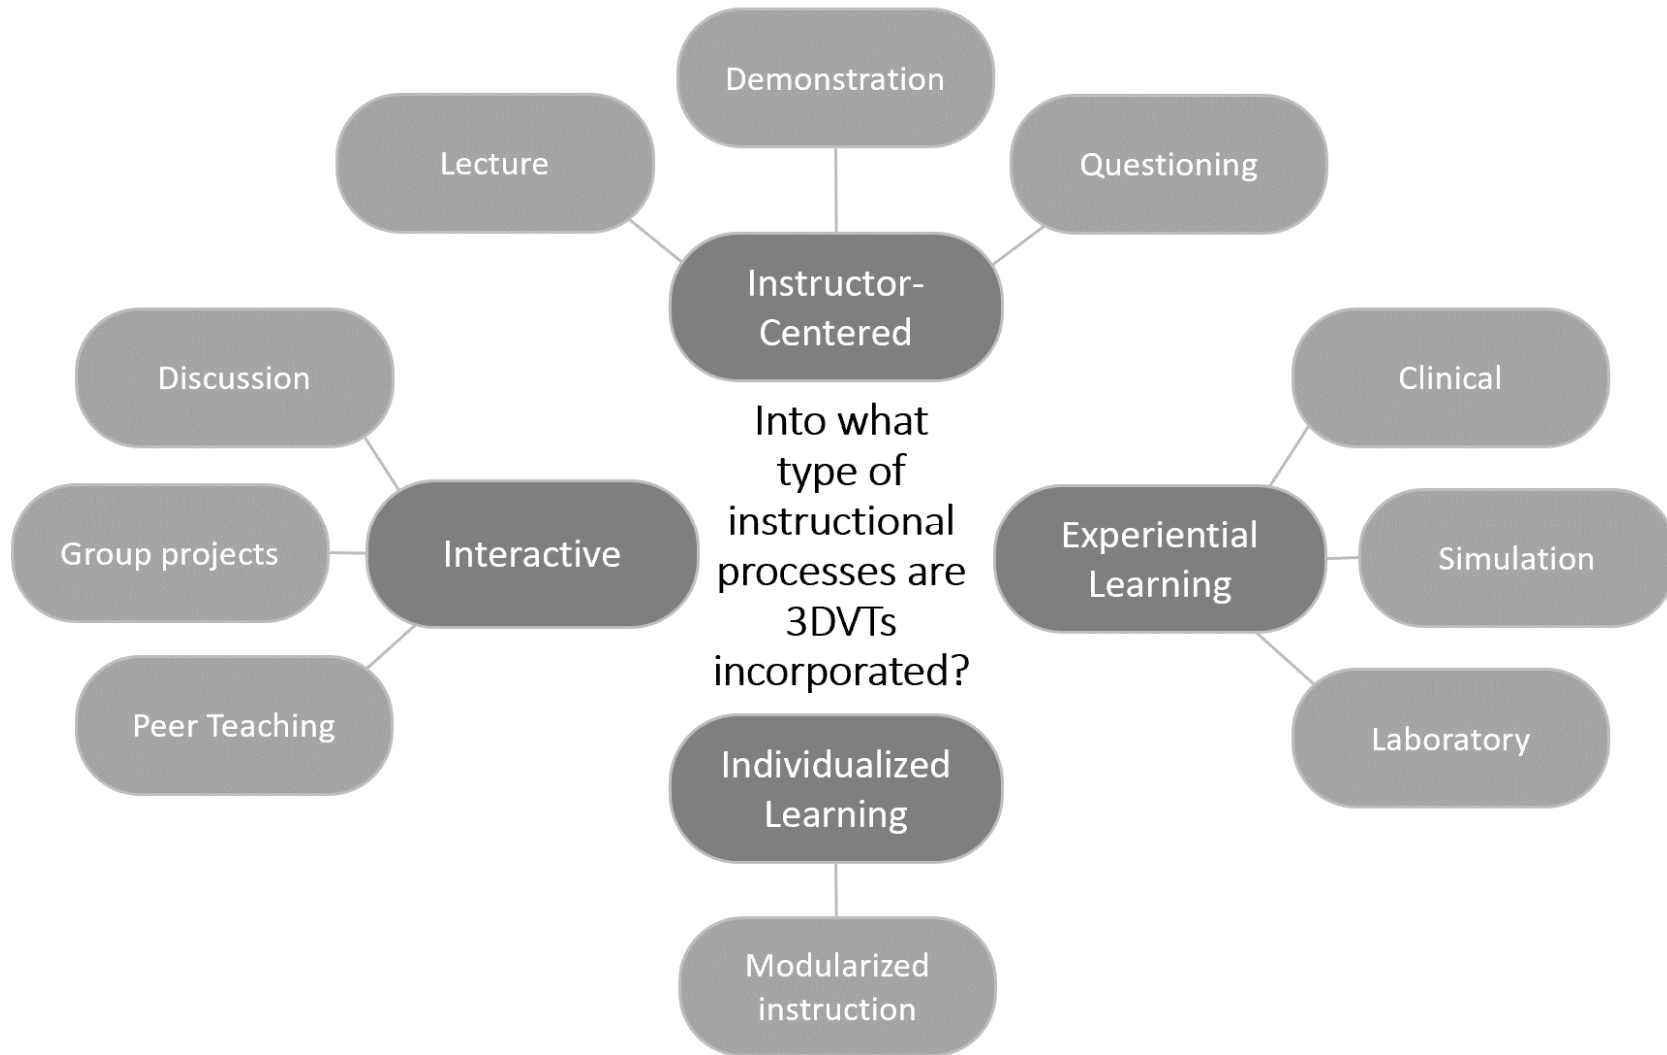 Demonstration
Lecture
Questioning
Instructor-
Centered
Discussion
Clinical
Into what
type of
instructional
processes are
3DVTs
incorporated?
Group projects
Interactive
Experiential
Learning
Simulation
Peer Teaching
Laboratory
Individualized
Learning
Modularized
instruction